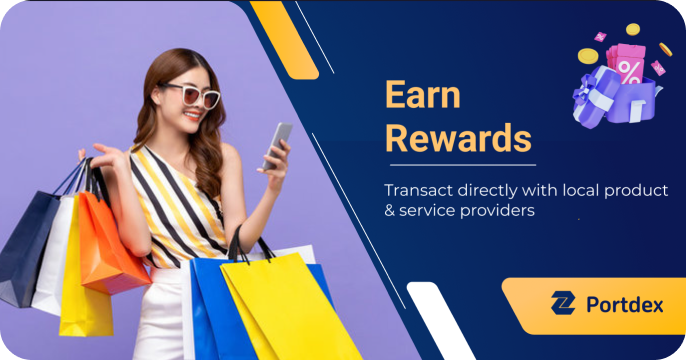 Earn
Rewards
%
Transact directly with local product
& service providers
Portdex